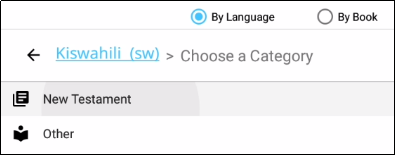 By Language By Book
Kiswahili (sw) > Choose a Category
New Testament
Other